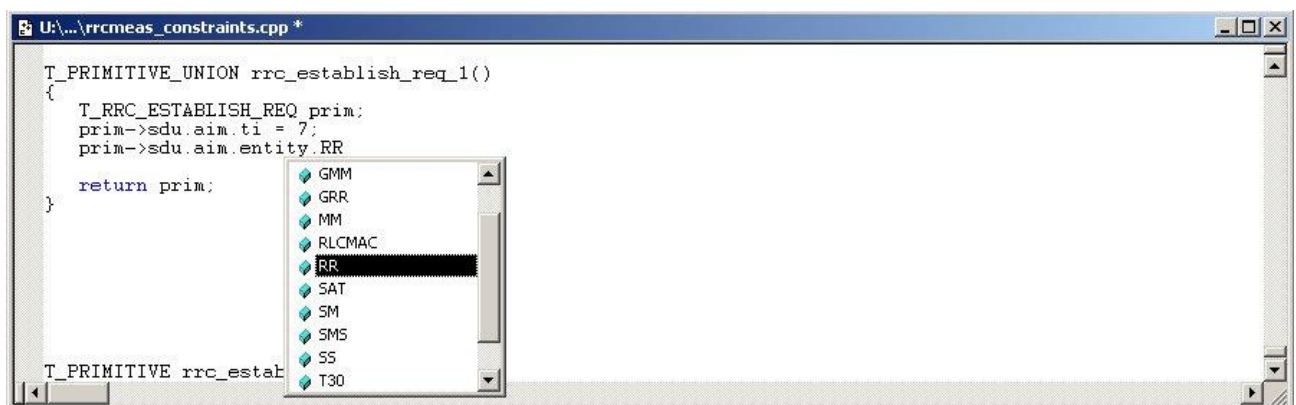 U:\...\rrcmeas_constraints.cpp *
T_PRIMITIVE_UNION rrc_establish_req_1()
{
T_RRC_ESTABLISH_REQ prim;
prim->sdu.aim.ti = 7;
prim->sdu.aim.entity.RR
return prim;
}
GMM
GRR
MM
RLCMAC
RR
SAT
SM
SMS
SS
T30
T_PRIMITIVE rrc_estab